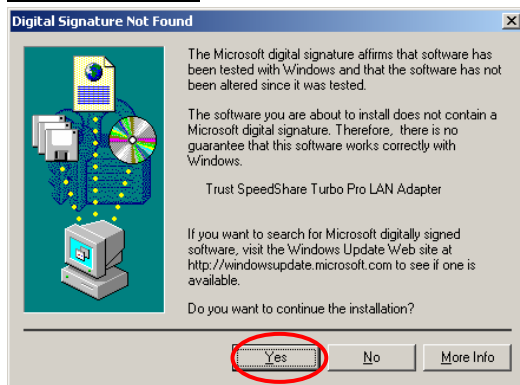 Digital Signature Not Found
The Microsoft digital signature affirms that software has
been tested with Windows and that the software has not
been altered since it was tested.
The software you are about to install does not contain a
Microsoft digital signature. Therefore, there is no
guarantee that this software works correctly with
Windows.
Trust SpeedShare Turbo Pro LAN Adapter
If you want to search for Microsoft digitally signed
software, visit the Windows Update Web site at
http://windowsupdate.microsoft.com to see if one is
available.
Do you want to continue the installation?
Yes No More Info